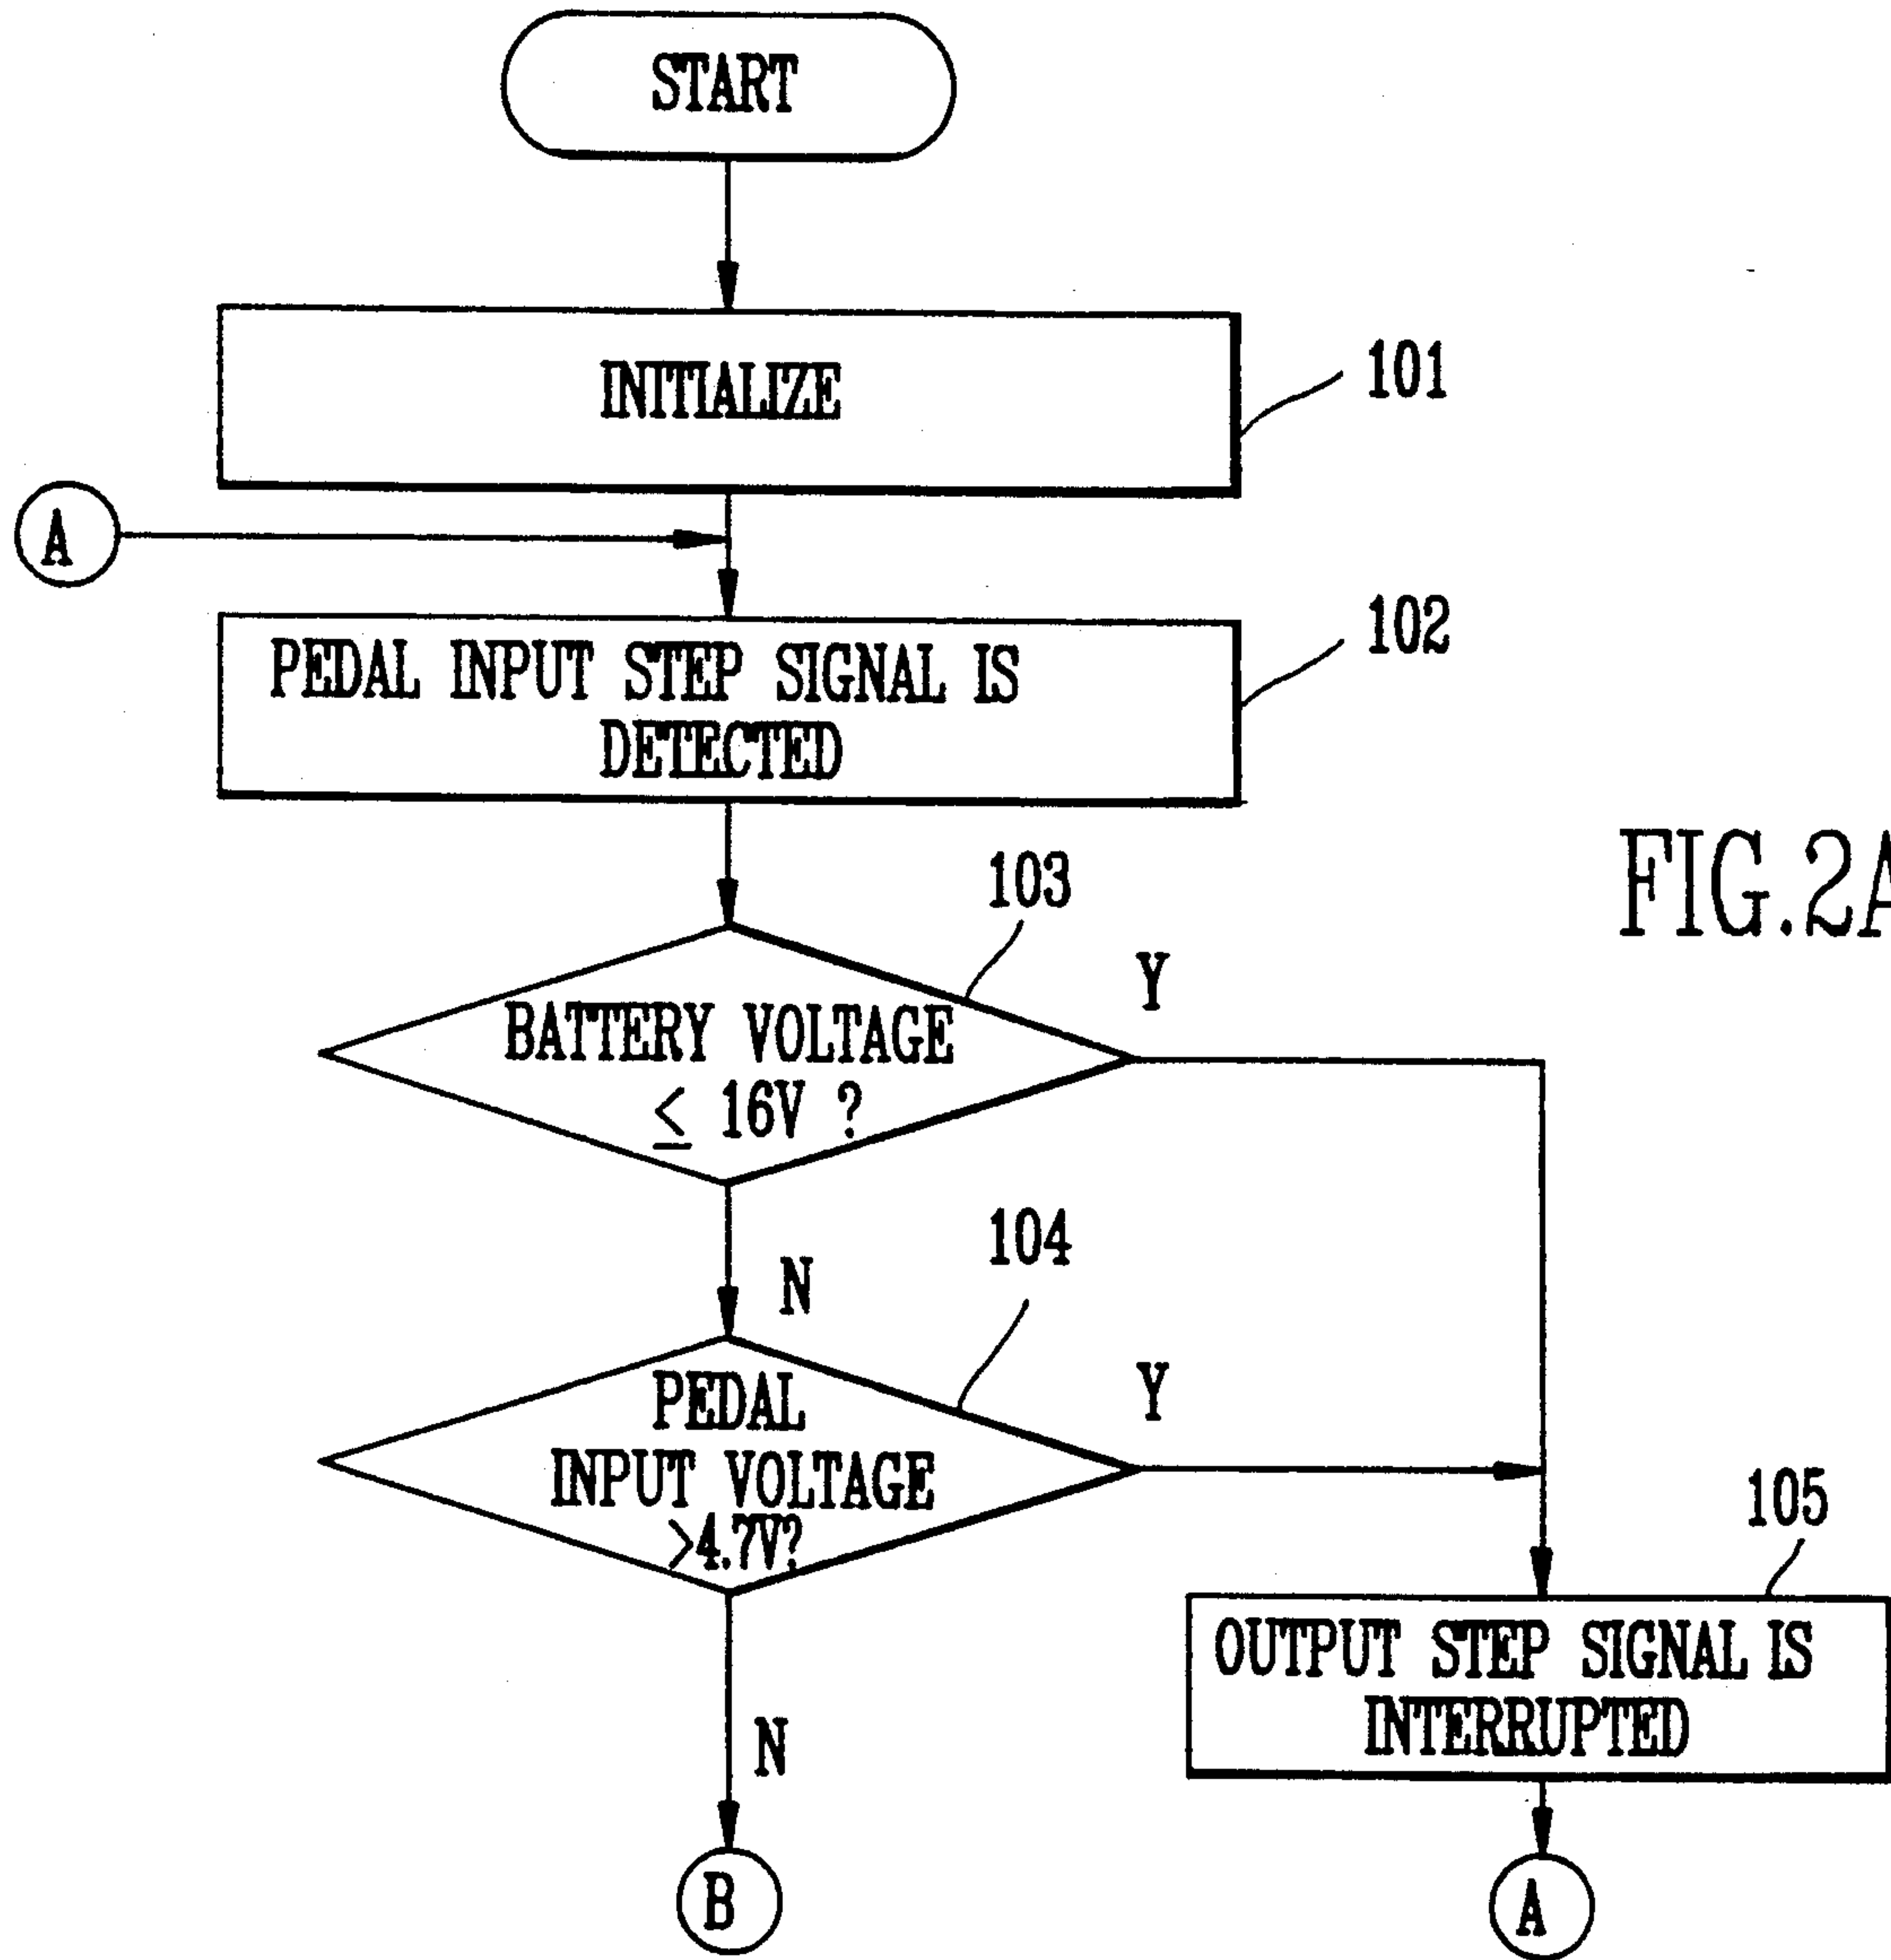 START
INITIALIZE
101
A
PEDAL INPUT STEP SIGNAL IS
DETECTED
102
FIG.2A
103
BATTERY VOLTAGE
≤ 16V ?
Y
N
104
PEDAL
INPUT VOLTAGE
>4.7V?
Y
N
105
OUTPUT STEP SIGNAL IS
INTERRUPTED
B
A